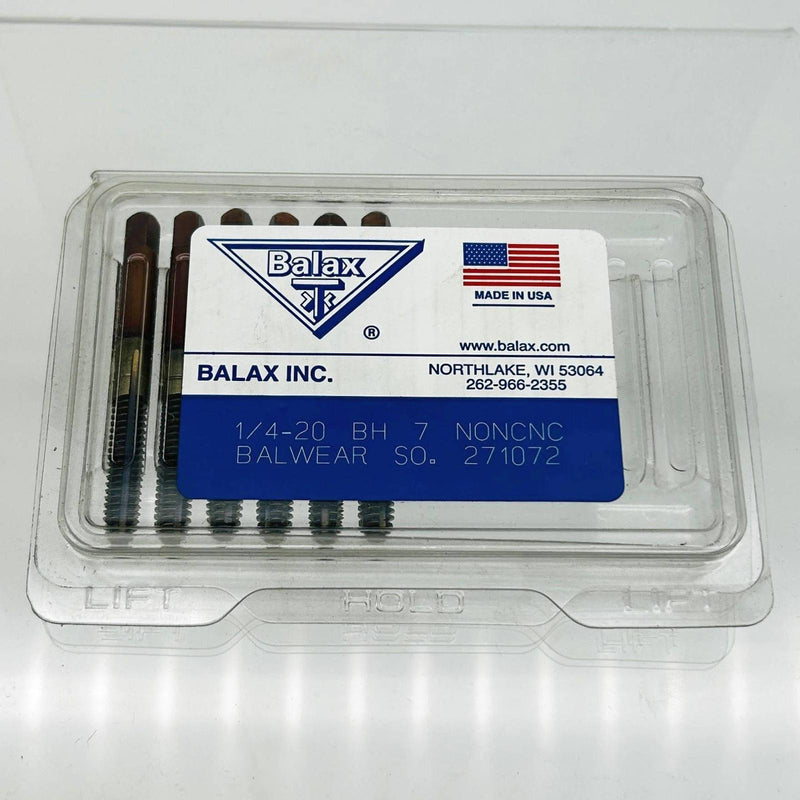 Balax
®
MADE IN USA
www.balax.com
BALAX INC.
NORTHLAKE, WI 53064
262-966-2355
1/4-20 BH 7 NONCNC
BALWEAR SO. 271072
LIFT HOLD LIFT